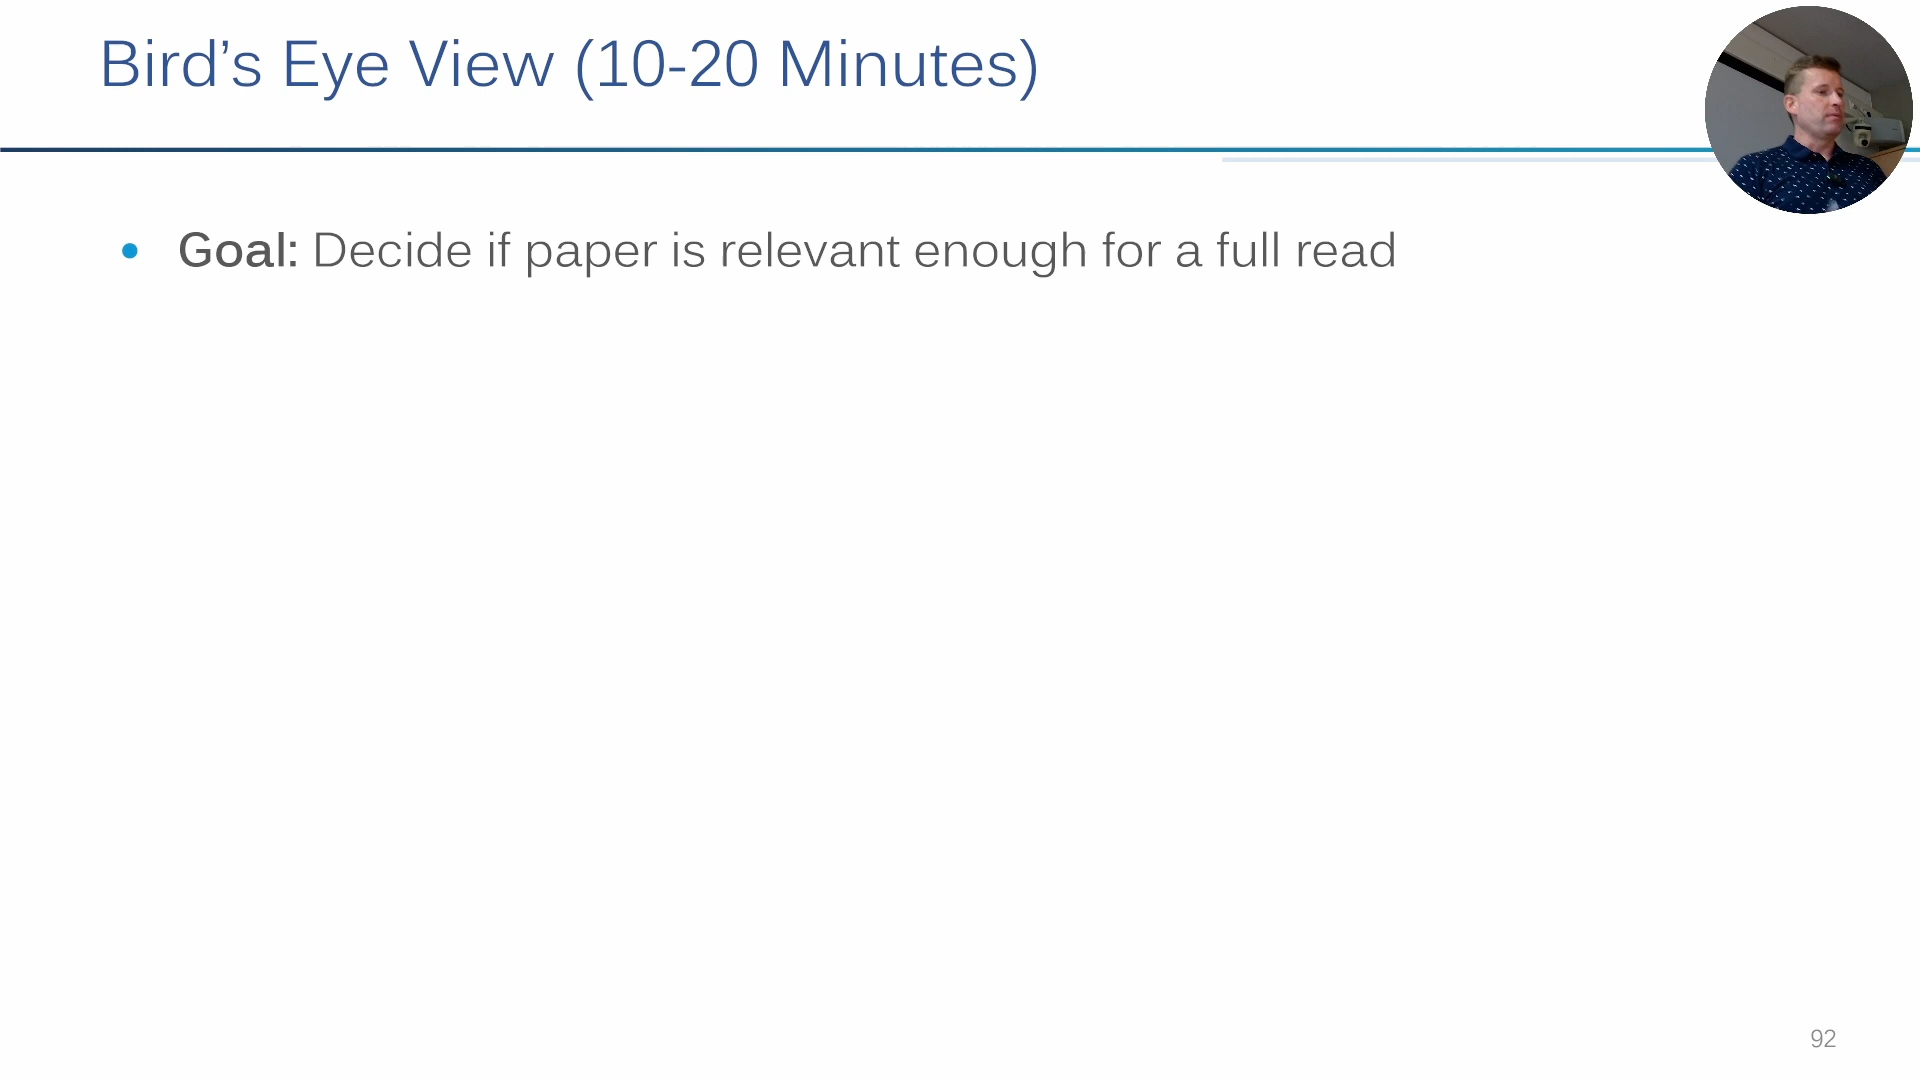 Bird’s Eye View (10-20 Minutes)
• Goal: Decide if paper is relevant enough for a full read
92